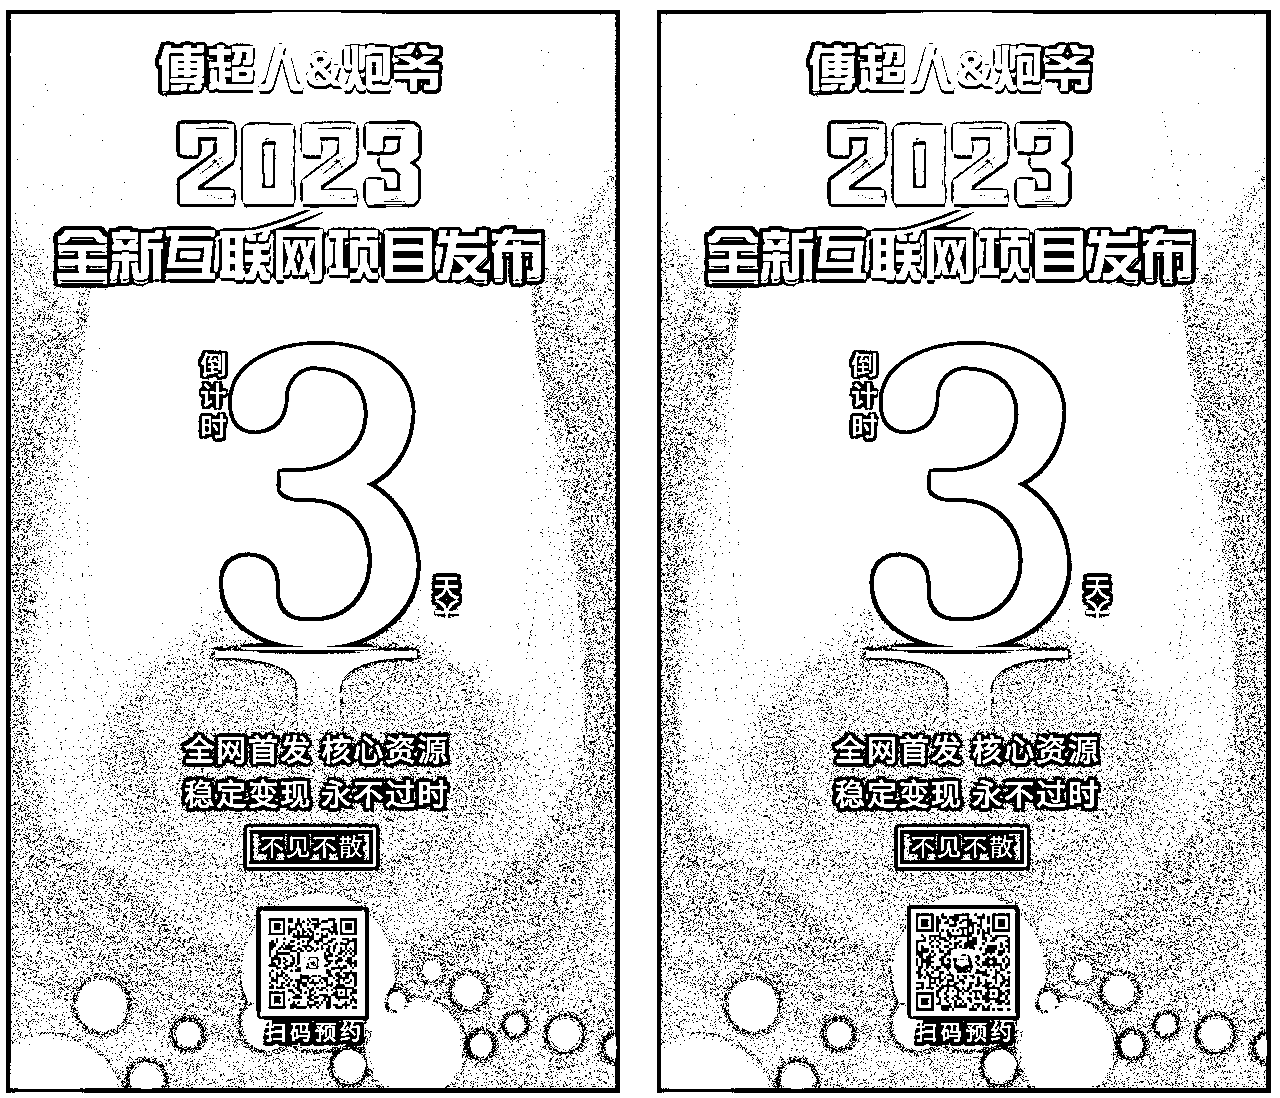 傅超人&炮爷
2023
全新互联网项目发布
倒计时
3
天
全网首发 核心资源
稳定变现 永不过时
不见不散
扫码预约
傅超人&炮爷
2023
全新互联网项目发布
倒计时
3
天
全网首发 核心资源
稳定变现 永不过时
不见不散
扫码预约